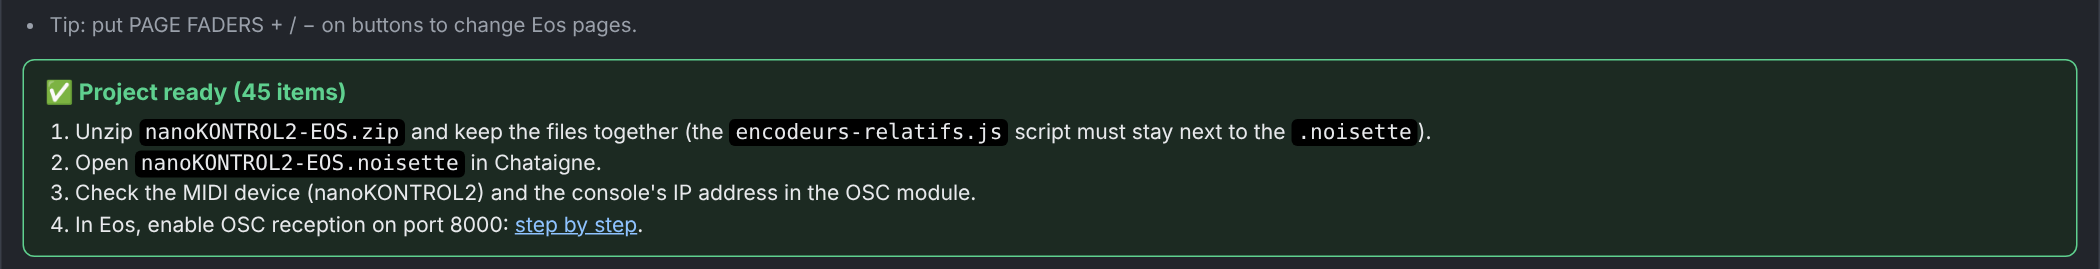 • Tip: put PAGE FADERS + / − on buttons to change Eos pages.
✅ Project ready (45 items)
1. Unzip nanoKONTROL2-EOS.zip and keep the files together (the encodeurs-relatifs.js script must stay next to the .noisette).
2. Open nanoKONTROL2-EOS.noisette in Chataigne.
3. Check the MIDI device (nanoKONTROL2) and the console's IP address in the OSC module.
4. In Eos, enable OSC reception on port 8000: step by step.